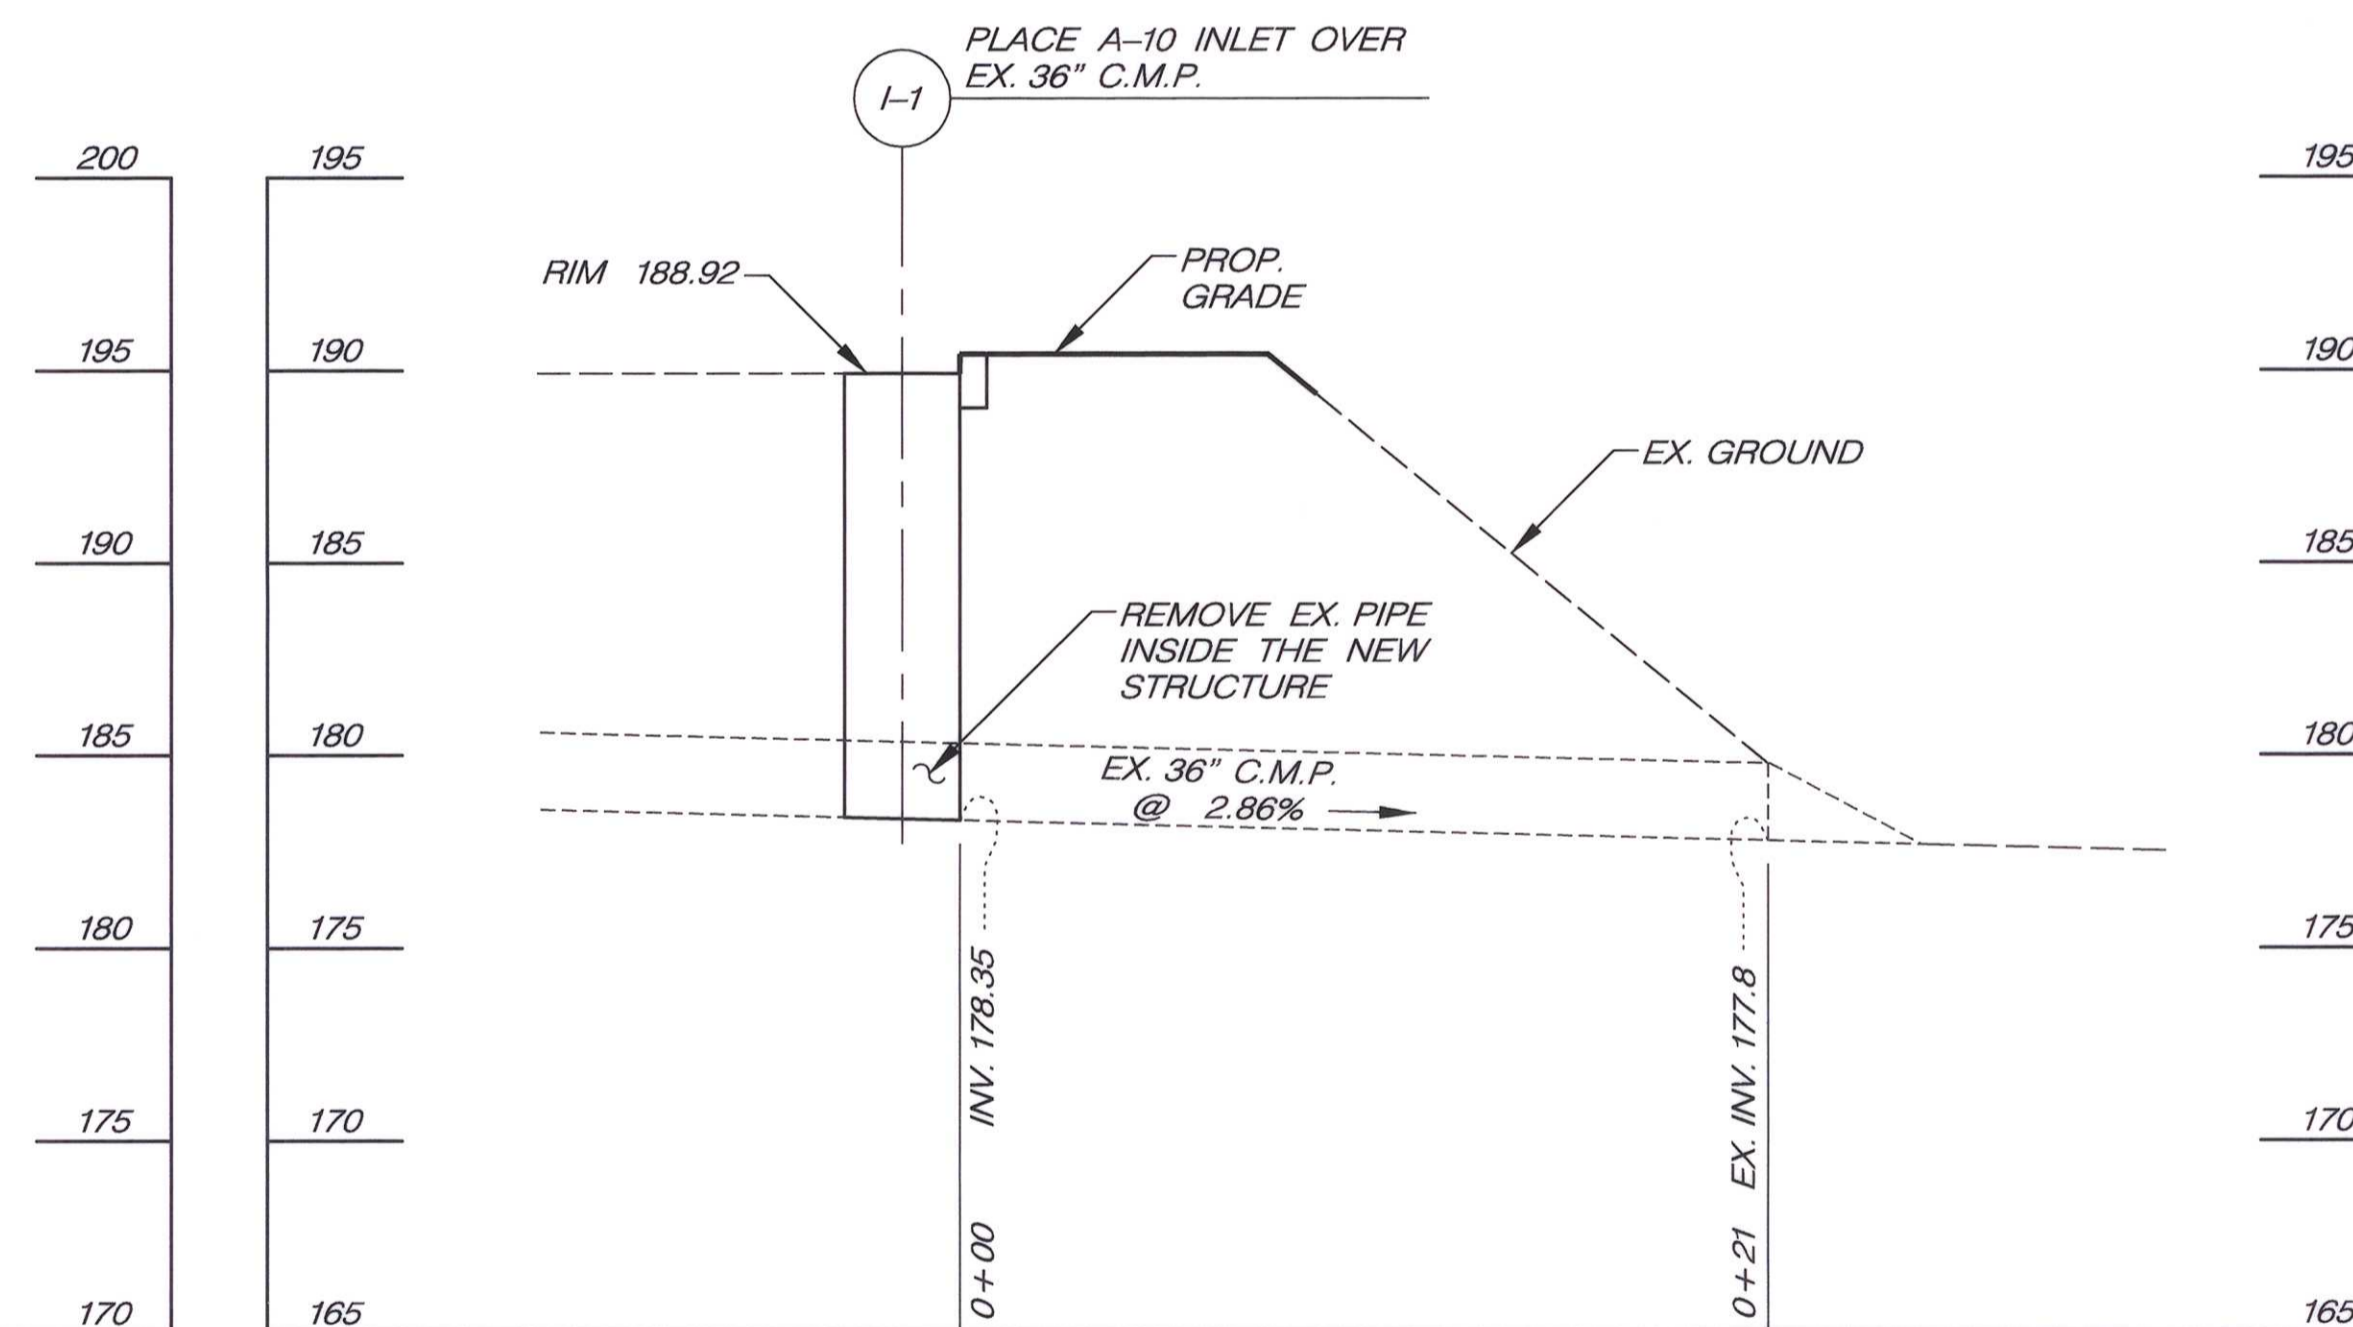 PLACE A–10 INLET OVER
EX. 36” C.M.P.
I–1
200
195
190
185
180
175
170
195
190
185
180
175
170
165
RIM 188.92
PROP.
GRADE
EX. GROUND
REMOVE EX. PIPE
INSIDE THE NEW
STRUCTURE
EX. 36” C.M.P.
@ 2.86%
0+00 INV. 178.35
0+21 EX. INV. 177.8
195
190
185
180
175
170
165